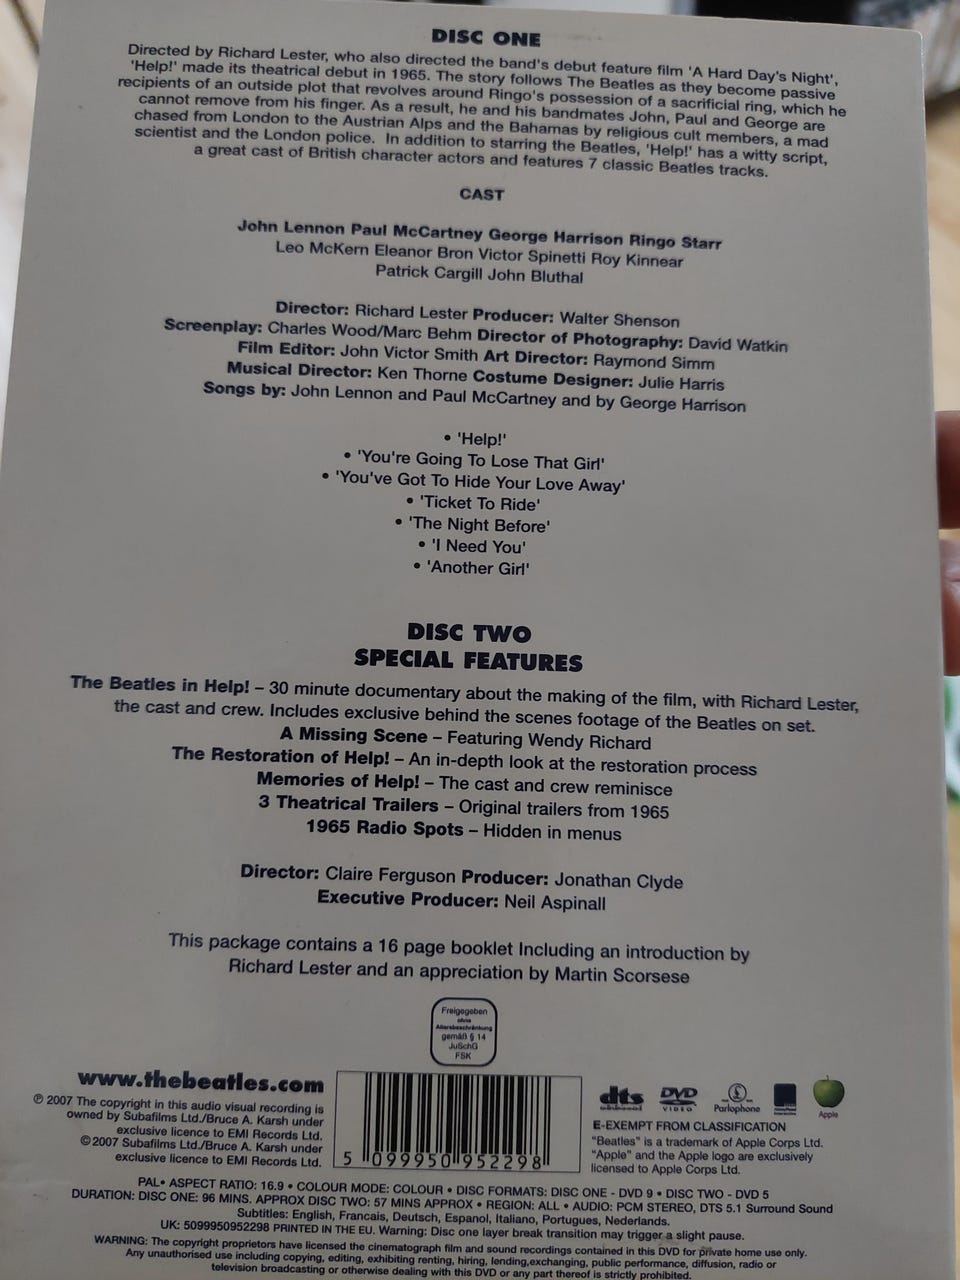 DISC ONE
Directed by Richard Lester, who also directed the band's debut feature film 'A Hard Day's Night',
'Help!' made its theatrical debut in 1965. The story follows The Beatles as they become passive
recipients of an outside plot that revolves around Ringo's possession of a sacrificial ring, which he
cannot remove from his finger. As a result, he and his bandmates John, Paul and George are
chased from London to the Austrian Alps and the Bahamas by religious cult members, a mad
scientist and the London police. In addition to starring the Beatles, 'Help!' has a witty script,
a great cast of British character actors and features 7 classic Beatles tracks.
CAST
John Lennon Paul McCartney George Harrison Ringo Starr
Leo McKern Eleanor Bron Victor Spinetti Roy Kinnear
Patrick Cargill John Bluthal
Director: Richard Lester Producer: Walter Shenson
Screenplay: Charles Wood/Marc Behm Director of Photography: David Watkin
Film Editor: John Victor Smith Art Director: Raymond Simm
Musical Director: Ken Thorne Costume Designer: Julie Harris
Songs by: John Lennon and Paul McCartney and by George Harrison
• 'Help!'
• 'You're Going To Lose That Girl'
• 'You've Got To Hide Your Love Away'
• 'Ticket To Ride'
• 'The Night Before'
• 'I Need You'
• 'Another Girl'
DISC TWO
SPECIAL FEATURES
The Beatles in Help! – 30 minute documentary about the making of the film, with Richard Lester,
the cast and crew. Includes exclusive behind the scenes footage of the Beatles on set.
A Missing Scene – Featuring Wendy Richard
The Restoration of Help! – An in-depth look at the restoration process
Memories of Help! – The cast and crew reminisce
3 Theatrical Trailers – Original trailers from 1965
1965 Radio Spots – Hidden in menus
Director: Claire Ferguson Producer: Jonathan Clyde
Executive Producer: Neil Aspinall
This package contains a 16 page booklet Including an introduction by
Richard Lester and an appreciation by Martin Scorsese
Freigegeben
ohne
Altersbeschränkung
gemäß § 14
JuSchG
FSK
www.thebeatles.com
℗ 2007 The copyright in this audio visual recording is
owned by Subafilms Ltd./Bruce A. Karsh under
exclusive licence to EMI Records Ltd.
© 2007 Subafilms Ltd./Bruce A. Karsh under
exclusive licence to EMI Records Ltd.
5 099950 952298
dts
DVD
VIDEO
Parlophone
Apple
E-EXEMPT FROM CLASSIFICATION
"Beatles" is a trademark of Apple Corps Ltd.
"Apple" and the Apple logo are exclusively
licensed to Apple Corps Ltd.
PAL• ASPECT RATIO: 16.9 • COLOUR MODE: COLOUR • DISC FORMATS: DISC ONE - DVD 9 • DISC TWO - DVD 5
DURATION: DISC ONE: 96 MINS. APPROX DISC TWO: 57 MINS APPROX • REGION: ALL • AUDIO: PCM STEREO, DTS 5.1 Surround Sound
Subtitles: English, Francais, Deutsch, Espanol, Italiano, Portugues, Nederlands.
UK: 5099950952298 PRINTED IN THE EU. Warning: Disc one layer break transition may trigger a slight pause.
WARNING: The copyright proprietors have licensed the cinematograph film and sound recordings contained in this DVD for private home use only.
Any unauthorised use including copying, editing, exhibiting renting, hiring, lending,exchanging, public performance, diffusion, radio or
television broadcasting or otherwise dealing with this DVD or any part thereof is strictly prohibited.